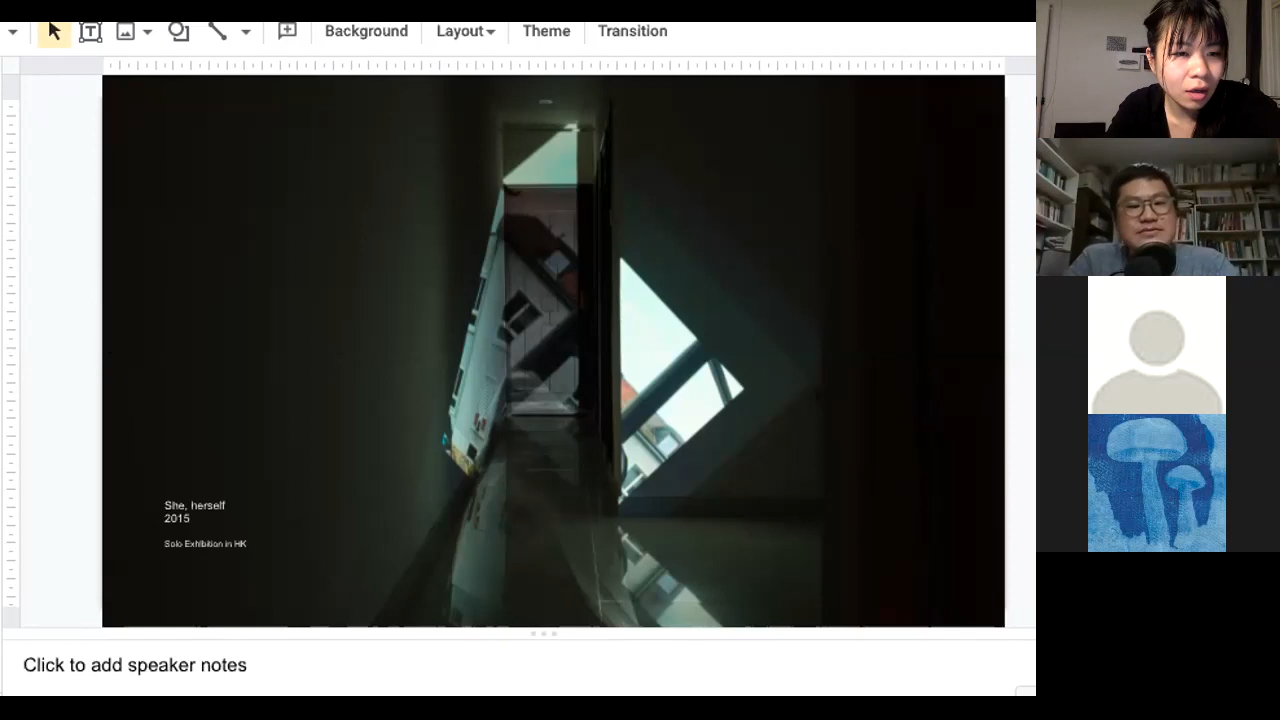 Background Layout Theme Transition
She, herself
2015
Solo Exhibition in HK
Click to add speaker notes